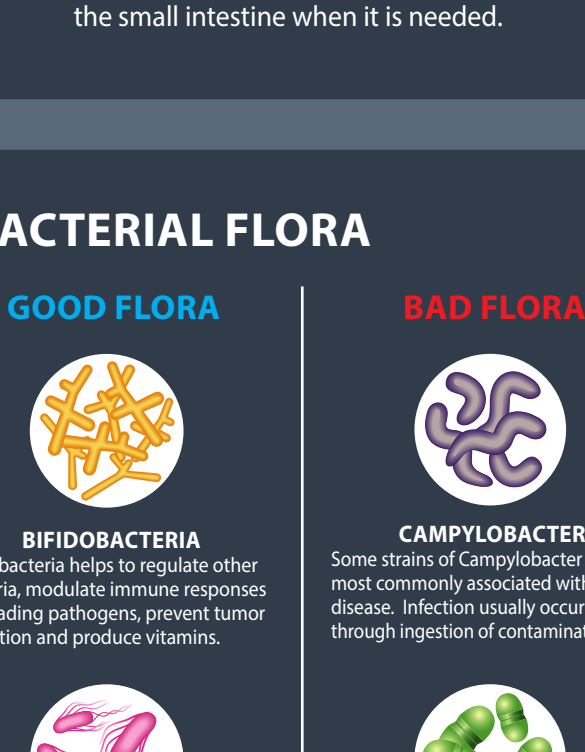 the small intestine when it is needed.
ACTERIAL FLORA
GOOD FLORA
BIFIDOBACTERIA
bacteria helps to regulate other
ria, modulate immune responses
ading pathogens, prevent tumor
tion and produce vitamins.
BAD FLORA
CAMPYLOBACTER
Some strains of Campylobacter
most commonly associated with
disease. Infection usually occur
through ingestion of contaminat